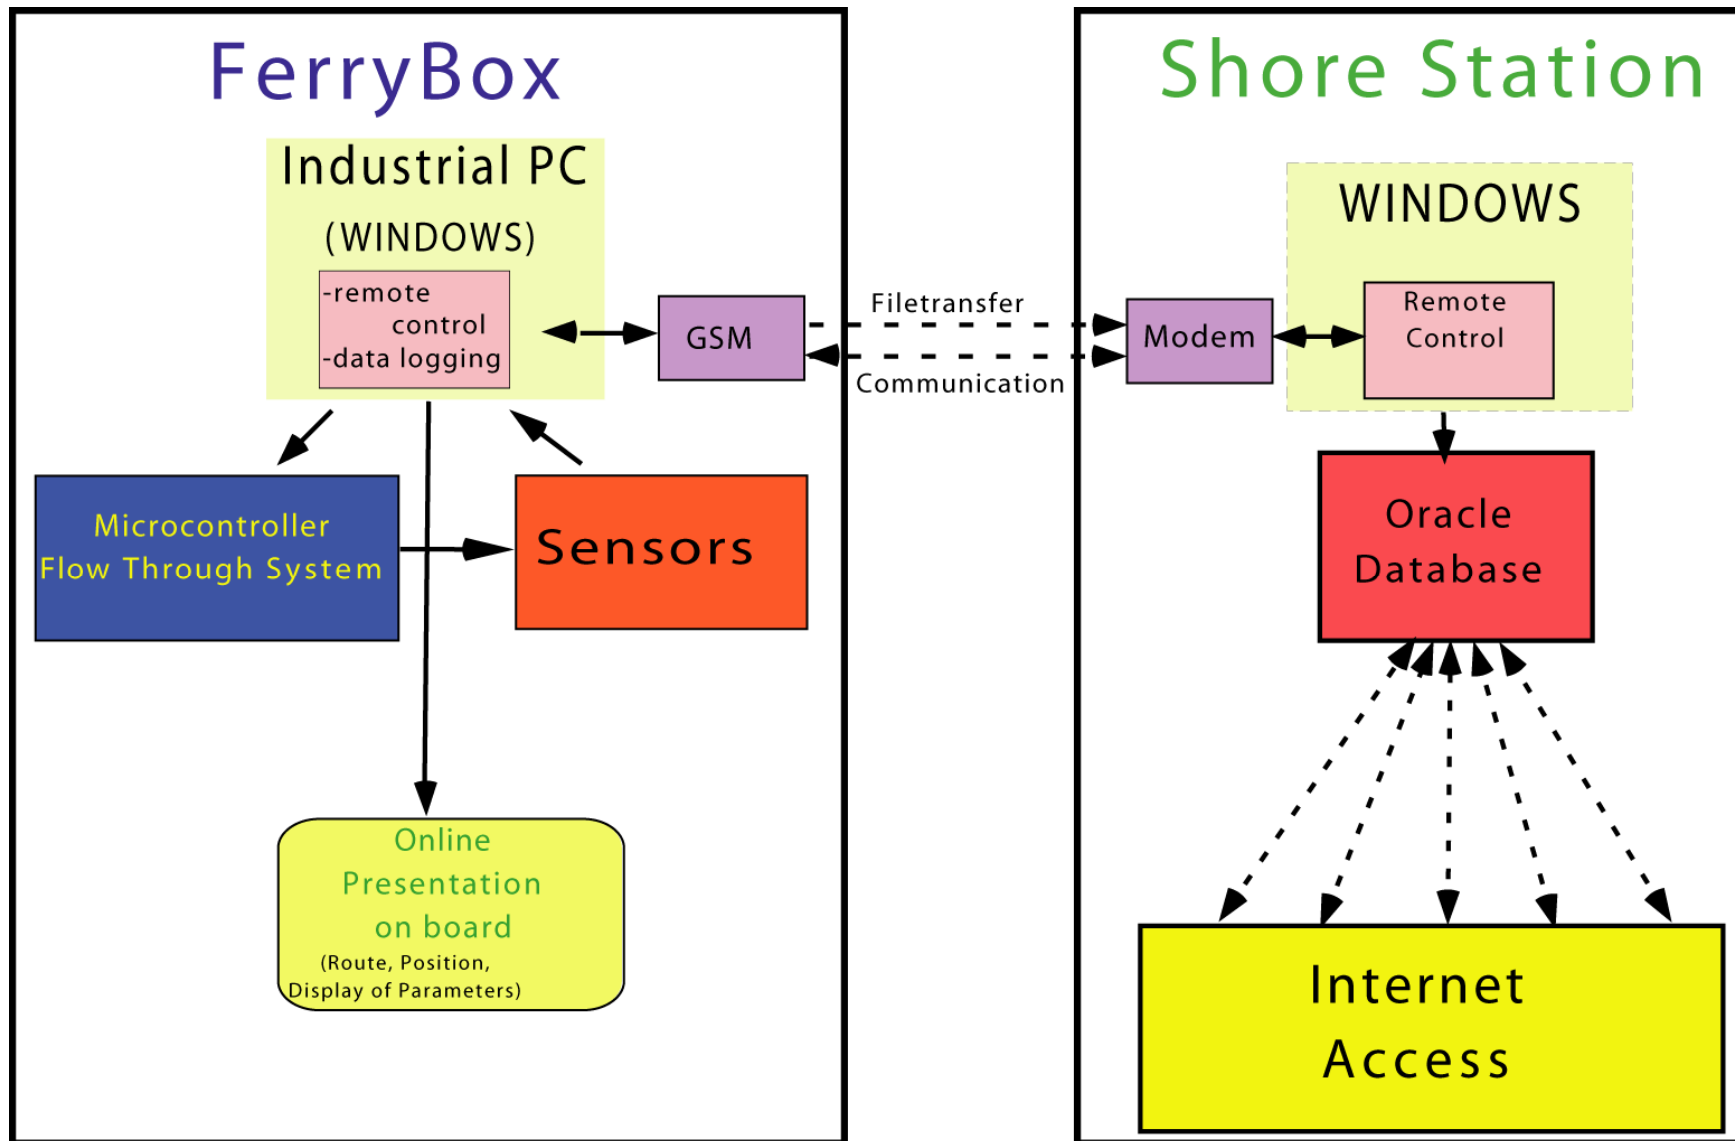 FerryBox
Industrial PC
(WINDOWS)
-remote
control
-data logging
GSM
Microcontroller
Flow Through System
Sensors
Online
Presentation
on board
(Route, Position,
Display of Parameters)
Filetransfer
Communication
Shore Station
WINDOWS
Modem
Remote
Control
Oracle
Database
Internet
Access